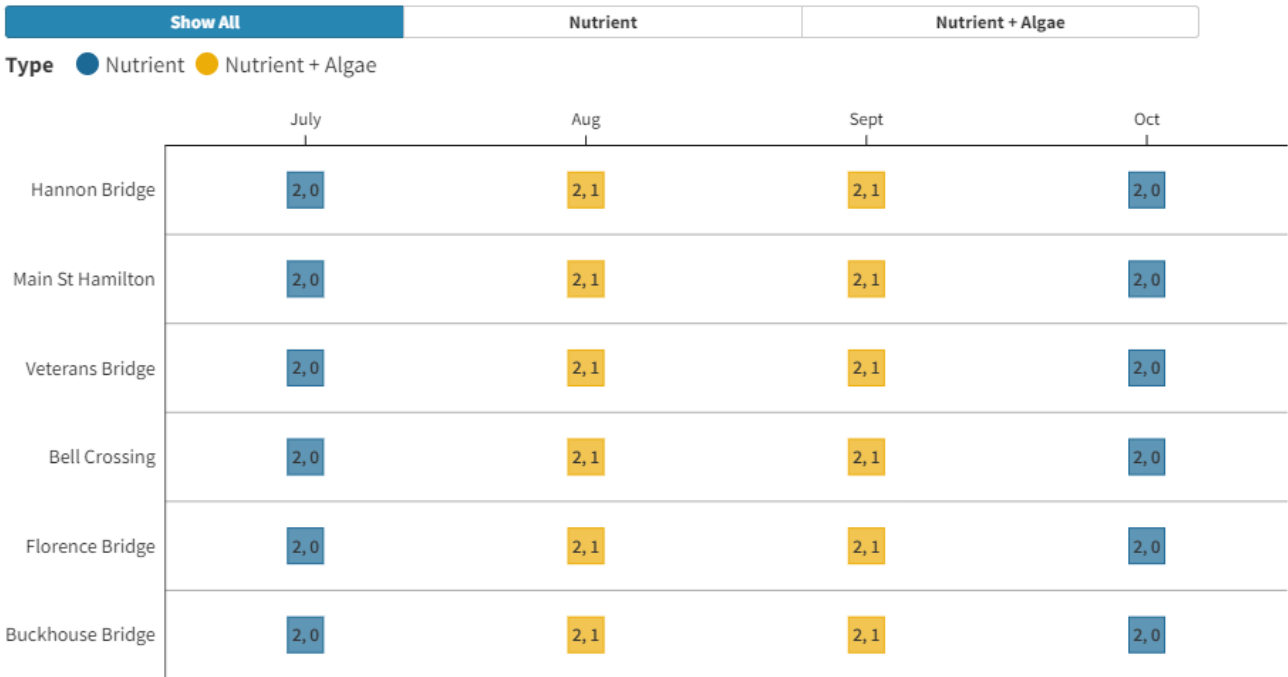 Show All Nutrient Nutrient + Algae
Type Nutrient Nutrient + Algae
July Aug Sept Oct
Hannon Bridge 2, 0 2, 1 2, 1 2, 0
Main St Hamilton 2, 0 2, 1 2, 1 2, 0
Veterans Bridge 2, 0 2, 1 2, 1 2, 0
Bell Crossing 2, 0 2, 1 2, 1 2, 0
Florence Bridge 2, 0 2, 1 2, 1 2, 0
Buckhouse Bridge 2, 0 2, 1 2, 1 2, 0